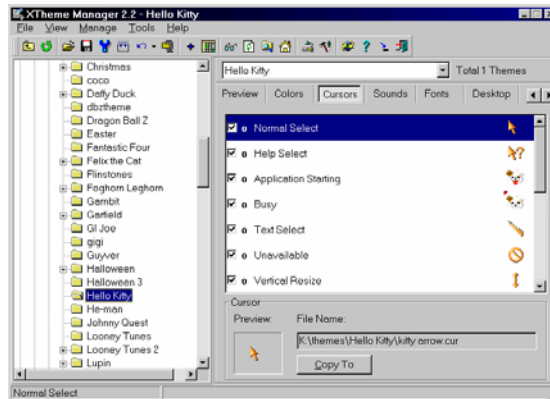 XTheme Manager 2.2 - Hello Kitty
File View Manage Tools Help
Christmas
coco
Daffy Duck
dbztheme
Dragon Ball Z
Easter
Fantastic Four
Felix the Cat
Flinstones
Foghorn Leghorn
Gambit
Garfield
GI Joe
gigi
Guyver
Halloween
Halloween 3
Hello Kitty
He-man
Johnny Quest
Looney Tunes
Looney Tunes 2
Lupin
Hello Kitty Total 1 Themes
Preview Colors Cursors Sounds Fonts Desktop
Normal Select
Help Select
Application Starting
Busy
Text Select
Unavailable
Vertical Resize
Cursor
Preview: File Name:
K:\themes\Hello Kitty\kitty arrow.cur
Copy To
Normal Select